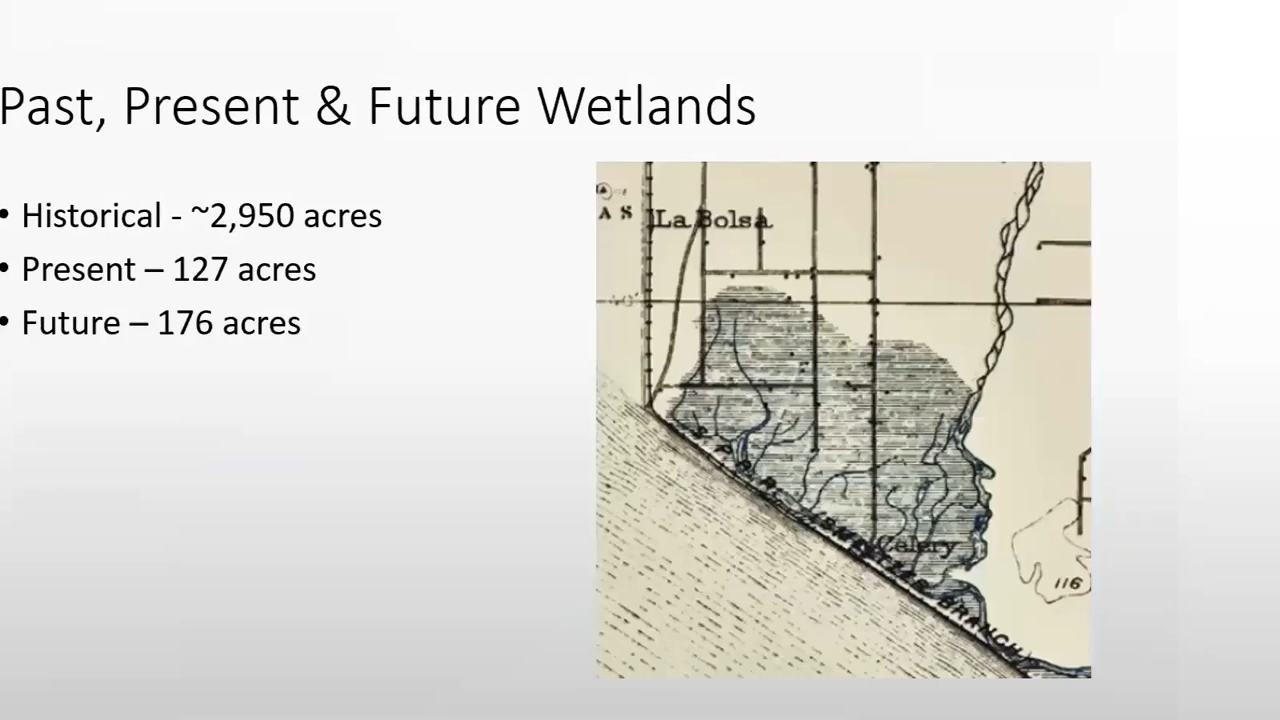 Past, Present & Future Wetlands
• Historical - ~2,950 acres
• Present – 127 acres
• Future – 176 acres
A S
La Bolsa
40'
S. P. R. R.
Celery
BRANCH
116